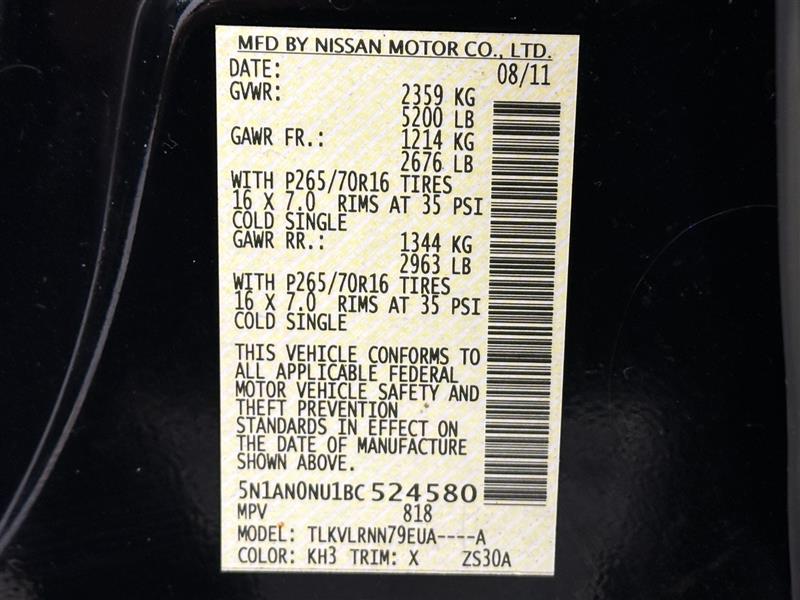 MFD BY NISSAN MOTOR CO., LTD.
DATE: 08/11
GVWR: 2359 KG
5200 LB
GAWR FR.: 1214 KG
2676 LB
WITH P265/70R16 TIRES
16 X 7.0 RIMS AT 35 PSI
COLD SINGLE
GAWR RR.: 1344 KG
2963 LB
WITH P265/70R16 TIRES
16 X 7.0 RIMS AT 35 PSI
COLD SINGLE
THIS VEHICLE CONFORMS TO
ALL APPLICABLE FEDERAL
MOTOR VEHICLE SAFETY AND
THEFT PREVENTION
STANDARDS IN EFFECT ON
THE DATE OF MANUFACTURE
SHOWN ABOVE.
5N1AN0NU1BC524580
MPV 818
MODEL: TLKVLRNN79EUA----A
COLOR: KH3 TRIM: X ZS30A